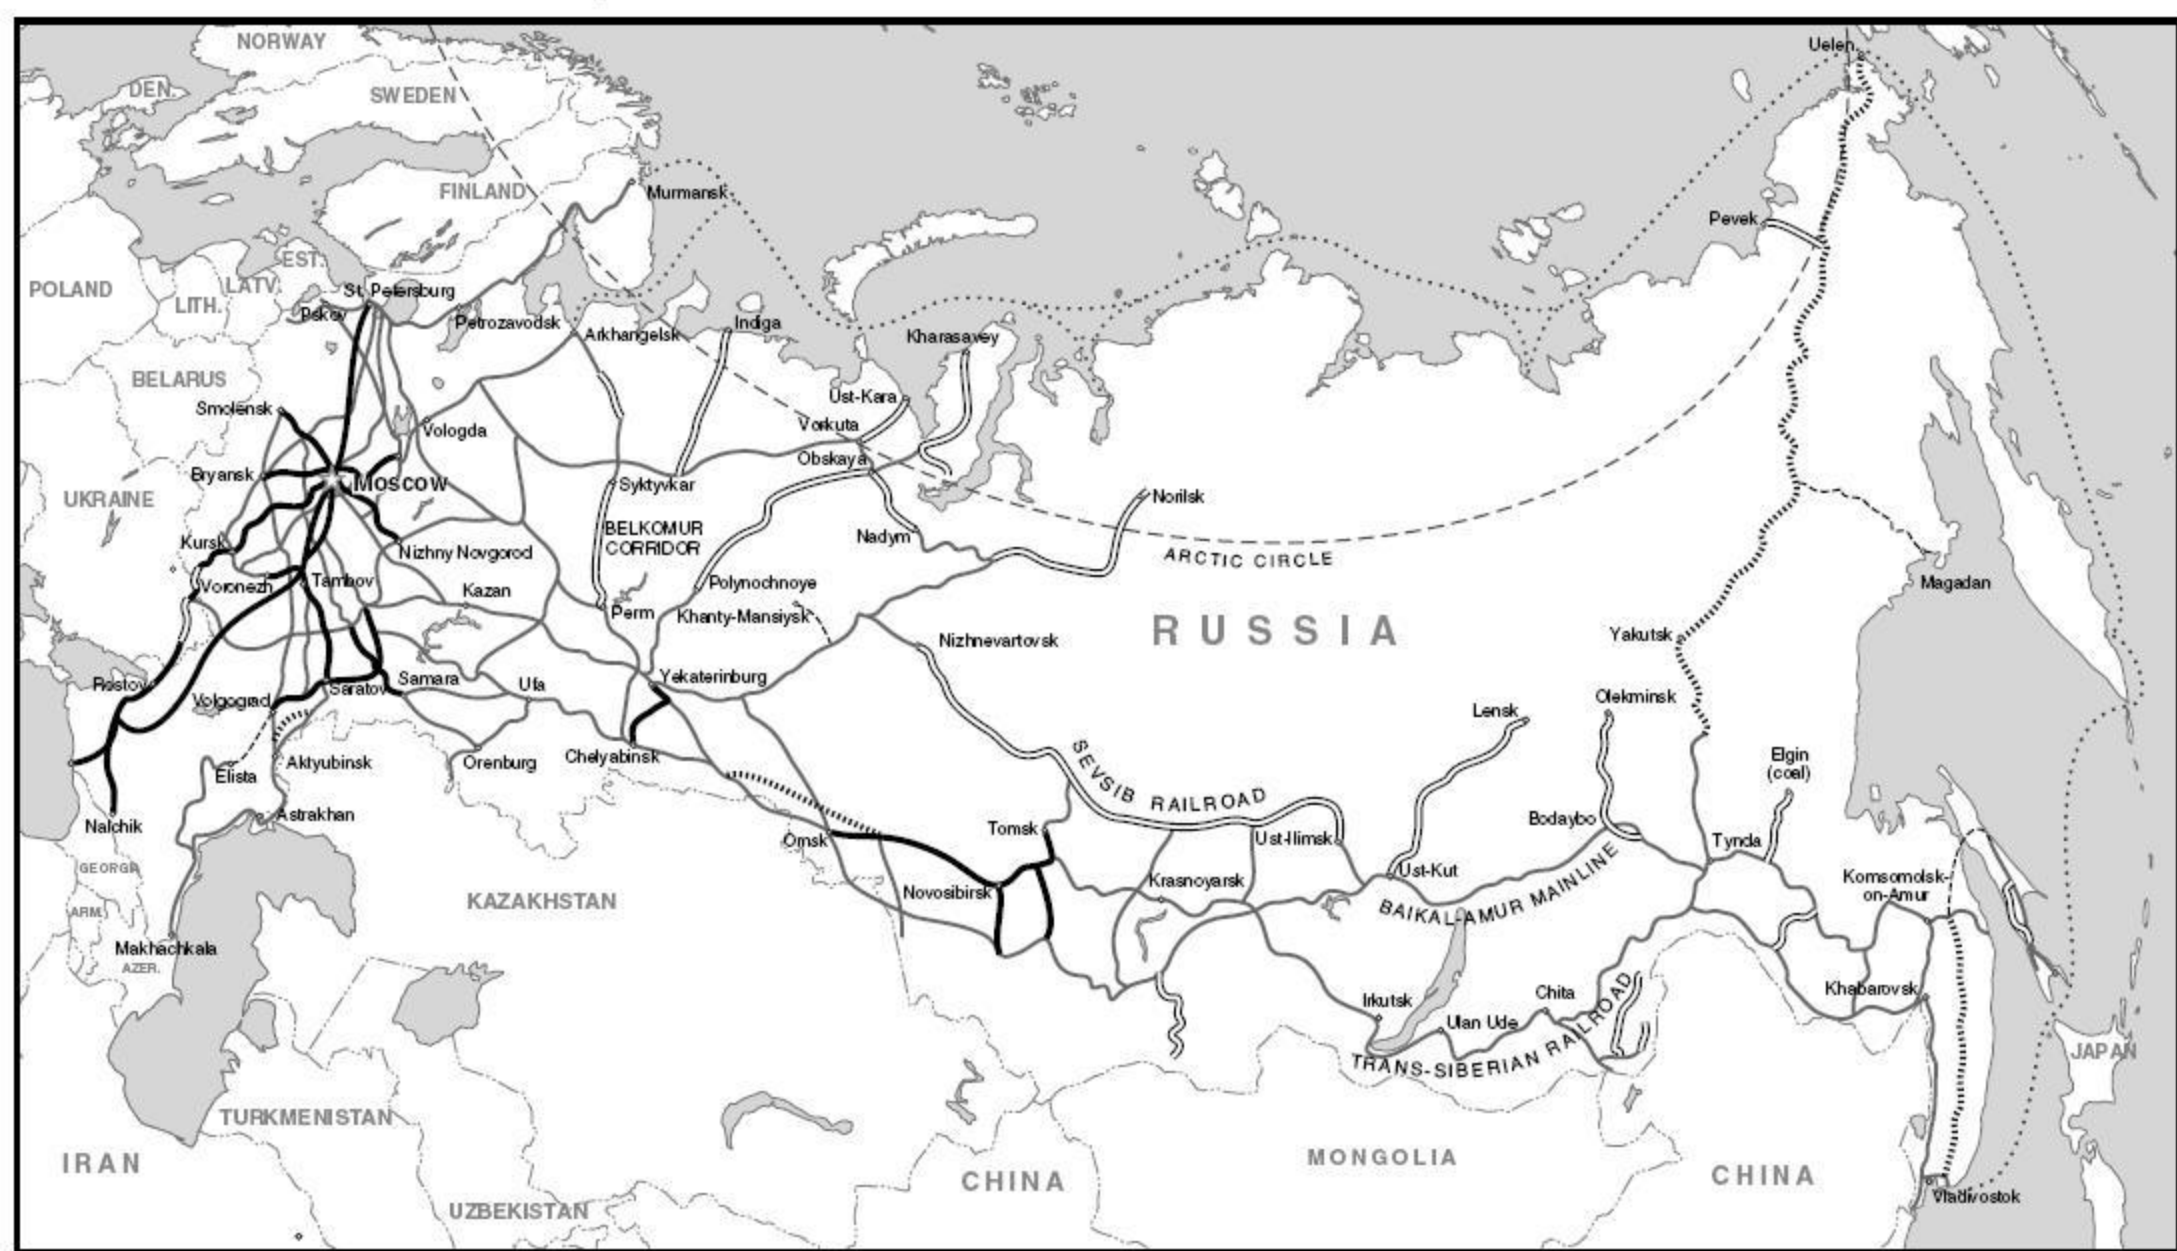 NORWAY
Uelen
DEN.
SWEDEN
FINLAND
Murmansk
Pevek
EST.
POLAND
LATV.
LITH.
St. Petersburg
Pskov
Petrozavodsk
Arkhangelsk
Indiga
Kharasavey
BELARUS
Smolensk
Ust-Kara
Vorkuta
Vologda
Obskaya
Bryansk
Moscow
Syktyvkar
Norilsk
UKRAINE
BELKOMUR
CORRIDOR
Nadym
Kursk
Nizhny Novgorod
ARCTIC CIRCLE
Voronezh
Tambov
Kazan
Polynochnoye
Magadan
Perm
Khanty-Mansiysk
RUSSIA
Nizhnevartovsk
Yakutsk
Rostov
Volgograd
Saratov
Samara
Ufa
Yekaterinburg
Olekminsk
Lensk
Elista
Aktyubinsk
Orenburg
Chelyabinsk
SEVSIB RAILROAD
Elgin
(coal)
Nalchik
Astrakhan
Omsk
Tomsk
Ust-Ilimsk
Bodaybo
Tynda
GEORGIA
KAZAKHSTAN
Novosibirsk
Krasnoyarsk
Ust-Kut
BAIKAL-AMUR MAINLINE
Komsomolsk-
on-Amur
ARM.
Makhachkala
AZER.
Irkutsk
Ulan Ude
Chita
Khabarovsk
TRANS-SIBERIAN RAILROAD
JAPAN
TURKMENISTAN
IRAN
MONGOLIA
CHINA
CHINA
UZBEKISTAN
Vladivostok